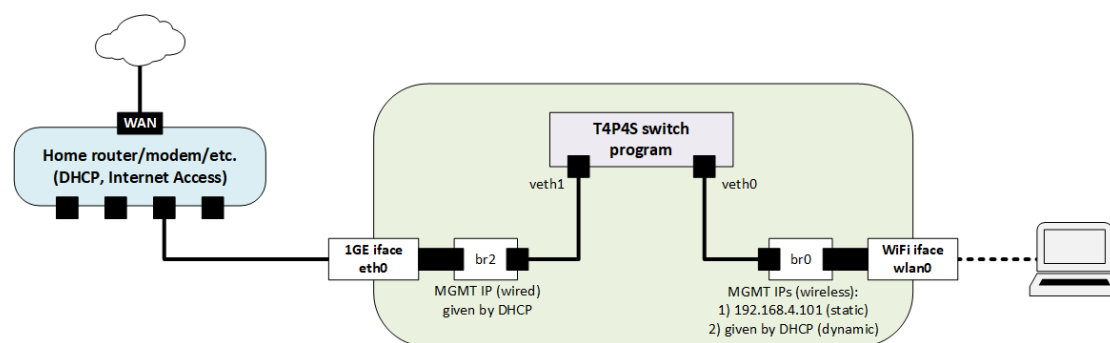 WAN
Home router/modem/etc.
(DHCP, Internet Access)
T4P4S switch
program
veth1
veth0
1GE iface
eth0
br2
MGMT IP (wired)
given by DHCP
br0
WiFi iface
wlan0
MGMT IPs (wireless):
1) 192.168.4.101 (static)
2) given by DHCP (dynamic)